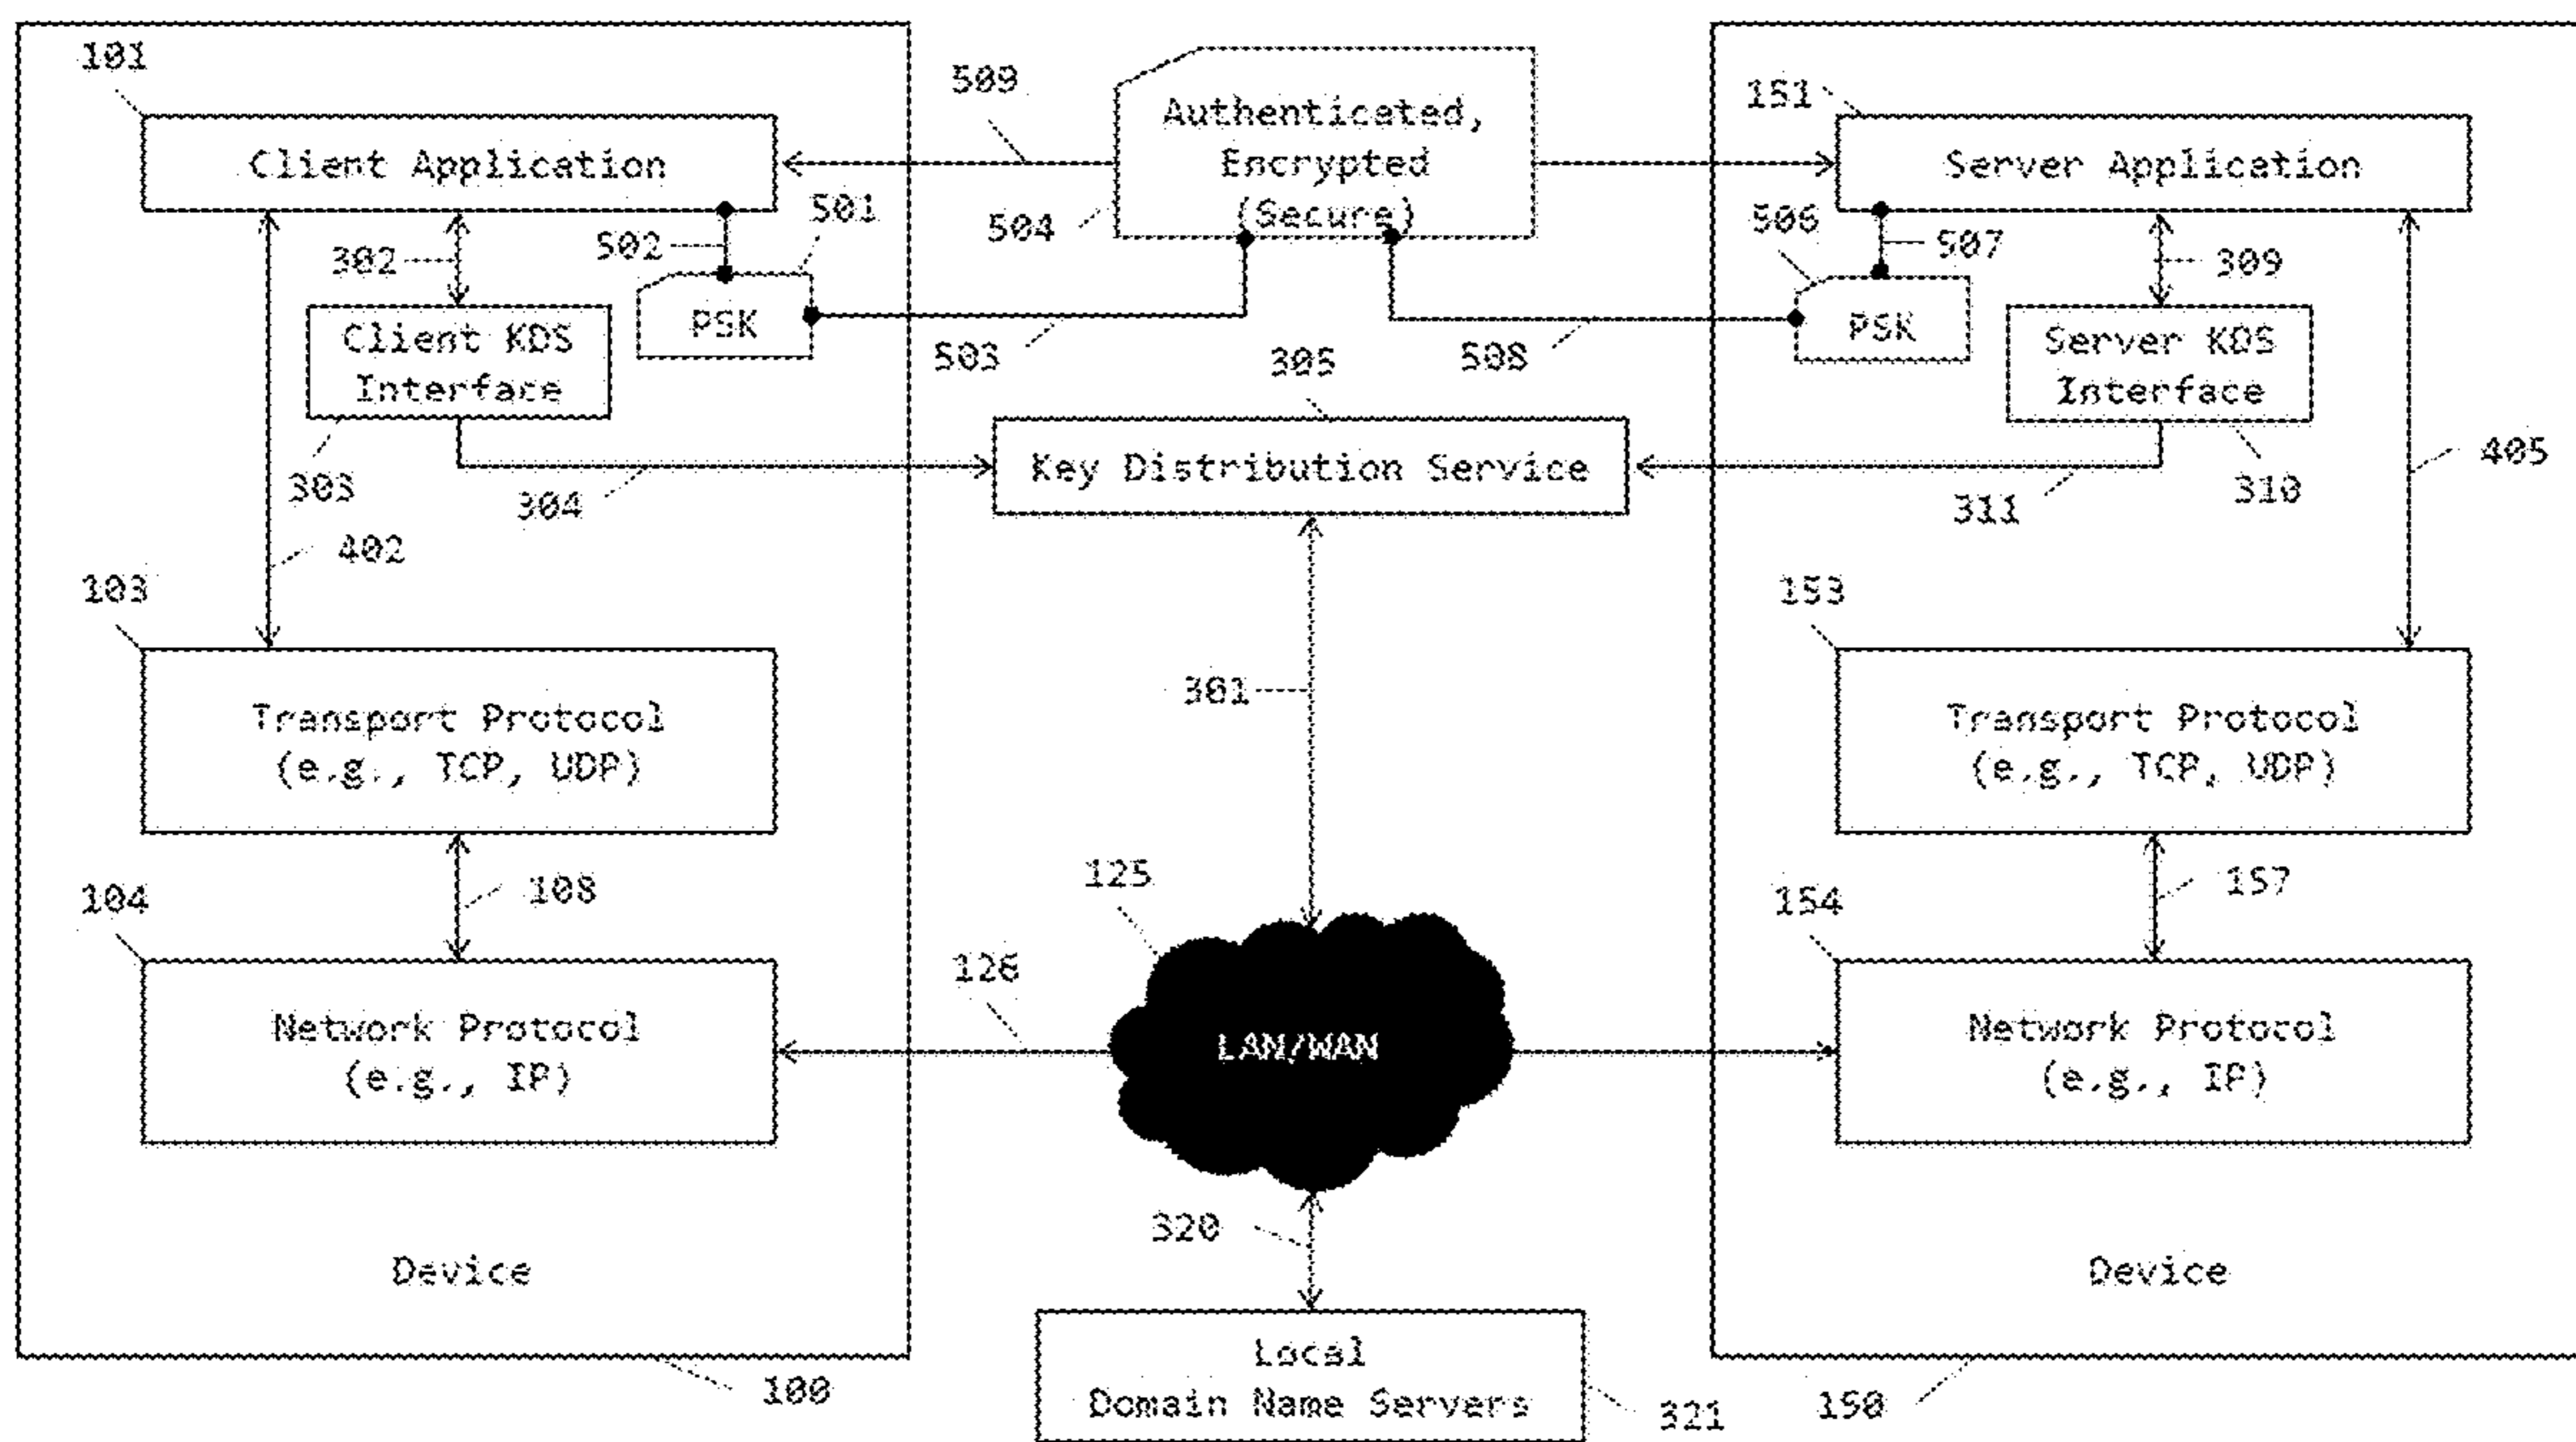 101
509
Authenticated,
Encrypted
(Secure)
151
Client Application
Server Application
501
504
506
502
507
302
309
PSK
PSK
Client KDS
Interface
Server KDS
Interface
503
305
508
Key Distribution Service
405
303
304
311
310
402
103
153
301
Transport Protocol
(e.g., TCP, UDP)
Transport Protocol
(e.g., TCP, UDP)
125
108
157
104
154
126
Network Protocol
(e.g., IP)
LAN/WAN
Network Protocol
(e.g., IP)
320
Device
Device
Local
Domain Name Servers
100
150
321